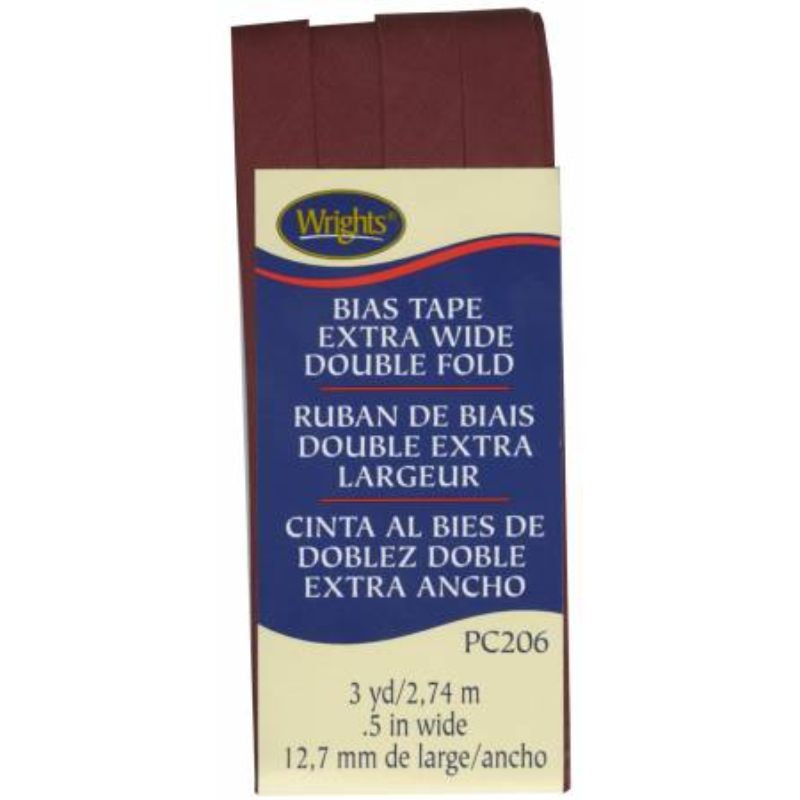 Wrights®
BIAS TAPE
EXTRA WIDE
DOUBLE FOLD
RUBAN DE BIAIS
DOUBLE EXTRA
LARGEUR
CINTA AL BIES DE
DOBLEZ DOBLE
EXTRA ANCHO
PC206
3 yd/2,74 m
.5 in wide
12,7 mm de large/ancho